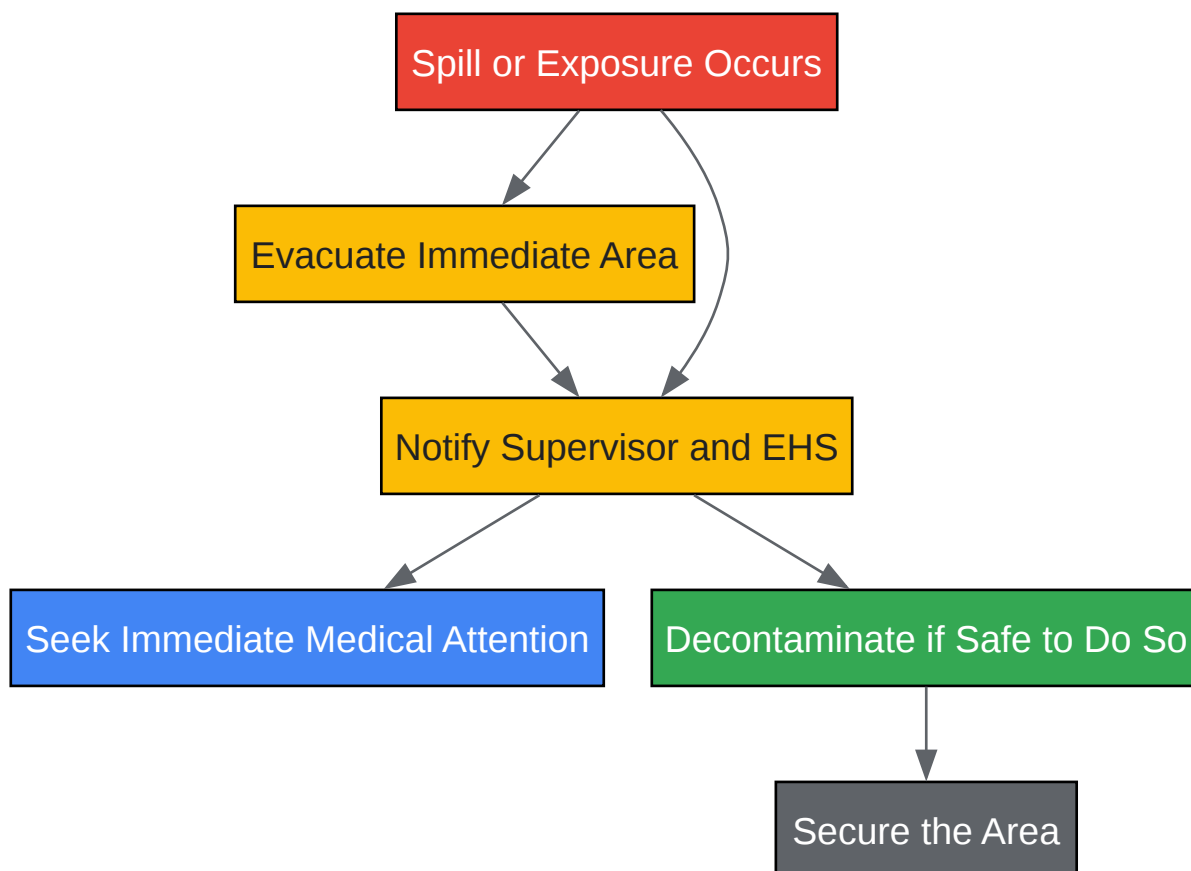 Spill or Exposure Occurs
Evacuate Immediate Area
Notify Supervisor and EHS
Seek Immediate Medical Attention
Decontaminate if Safe to Do So
Secure the Area